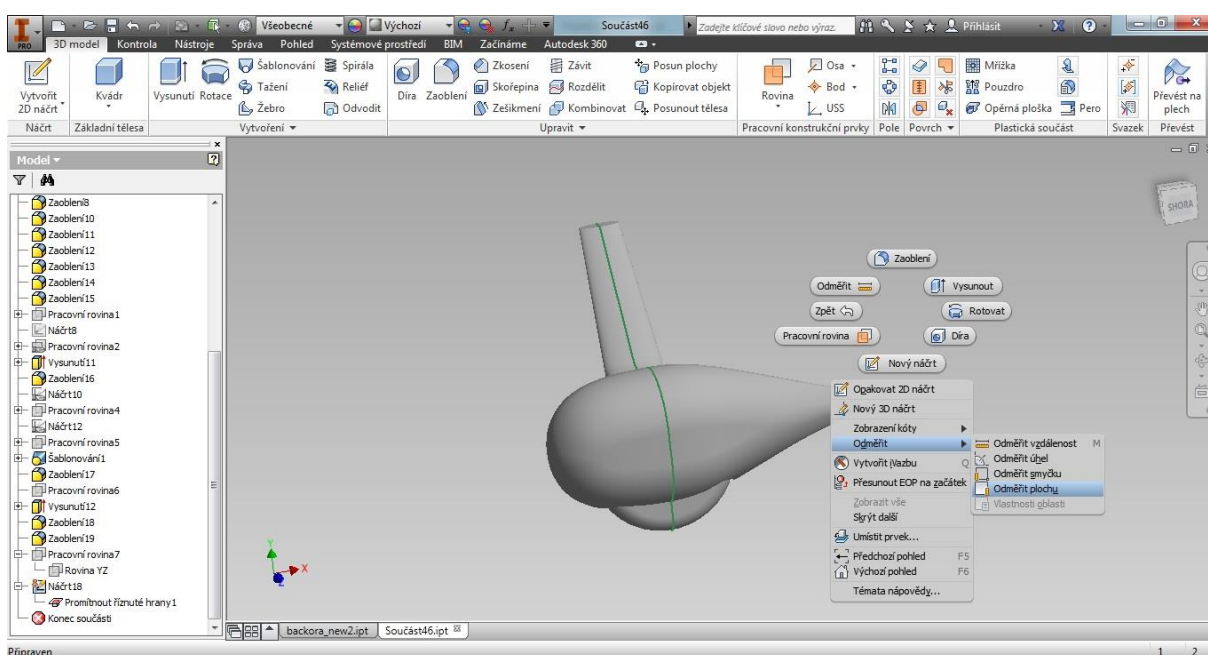 PRO
Všeobecné
Výchozí
Součást46
Zadejte klíčové slovo nebo výraz.
Přihlásit
3D model Kontrola Nástroje Správa Pohled Systémové prostředí BIM Začínáme Autodesk 360
Vytvořit 2D náčrt
Kvádr
Vysunutí Rotace
Šablonování Spirála
Tažení Reliéf
Žebro Odvodit
Díra Zaoblení
Zkosení Závit Posun plochy
Skořepina Rozdělit Kopírovat objekt
Zešikmení Kombinovat Posunout tělesa
Rovina
Osa
Bod
USS
Mřížka
Pouzdro
Opěrná ploška Pero
Převést na plech
Náčrt Základní tělesa Vytvoření Upravit Pracovní konstrukční prvky Pole Povrch Plastická součást Svazek Převést
Model
Zaoblení8
Zaoblení10
Zaoblení11
Zaoblení12
Zaoblení13
Zaoblení14
Zaoblení15
Pracovní rovina1
Náčrt8
Pracovní rovina2
Vysunutí11
Zaoblení16
Náčrt10
Pracovní rovina4
Náčrt12
Pracovní rovina5
Šablonování1
Zaoblení17
Pracovní rovina6
Vysunutí12
Zaoblení18
Zaoblení19
Pracovní rovina7
Rovina YZ
Náčrt18
Promítnout říznuté hrany1
Konec součásti
SHORA
Zaoblení
Odměřit Vysunout
Zpět Rotovat
Pracovní rovina Díra
Nový náčrt
Opakovat 2D náčrt
Nový 3D náčrt
Zobrazení kóty
Odměřit
Vytvořit iVazbu Q
Přesunout EOP na začátek
Zobrazit vše
Skrýt další
Umístit prvek...
Předchozí pohled F5
Výchozí pohled F6
Témata nápovědy...
Odměřit vzdálenost M
Odměřit úhel
Odměřit smyčku
Odměřit plochu
Vlastnosti oblasti
Y
X
Z
backora_new2.ipt Součást46.ipt
Připraven 1 2